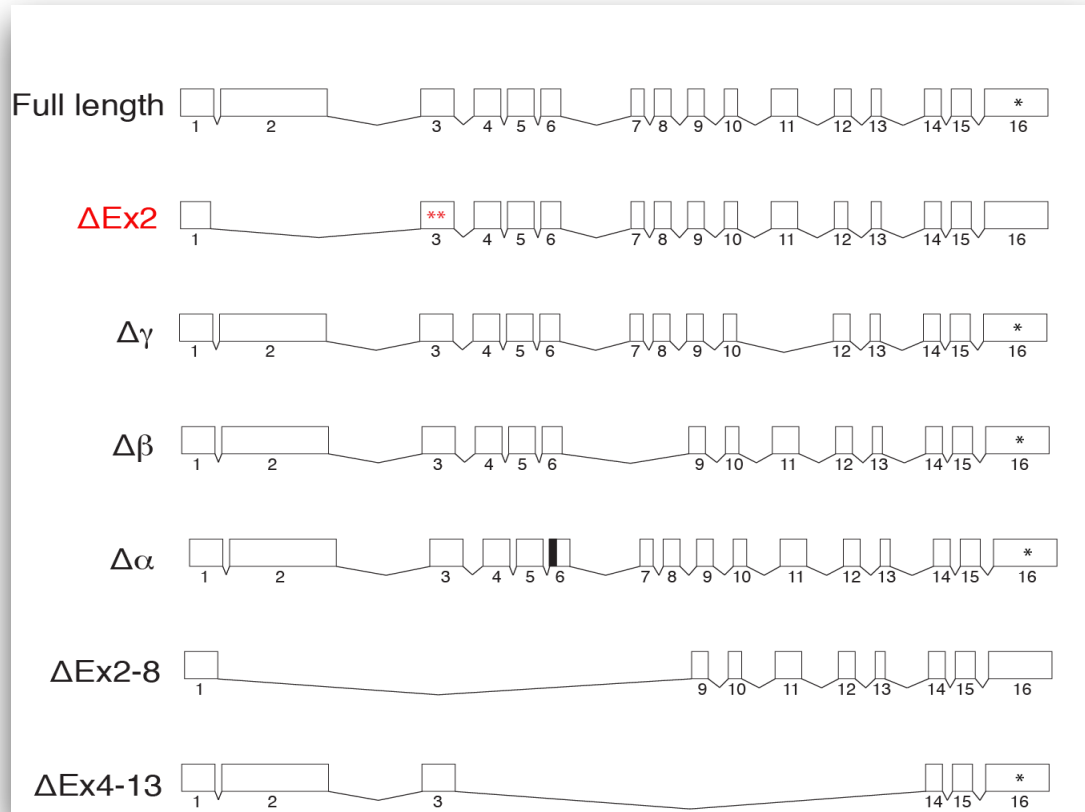 Full length * 
1 2 3 4 5 6 7 8 9 10 11 12 13 14 15 16
ΔEx2 **
1 3 4 5 6 7 8 9 10 11 12 13 14 15 16
Δγ *
1 2 3 4 5 6 7 8 9 10 12 13 14 15 16
Δβ *
1 2 3 4 5 6 9 10 11 12 13 14 15 16
Δα *
1 2 3 4 5 6 7 8 9 10 11 12 13 14 15 16
ΔEx2-8
1 9 10 11 12 13 14 15 16
ΔEx4-13 *
1 2 3 14 15 16